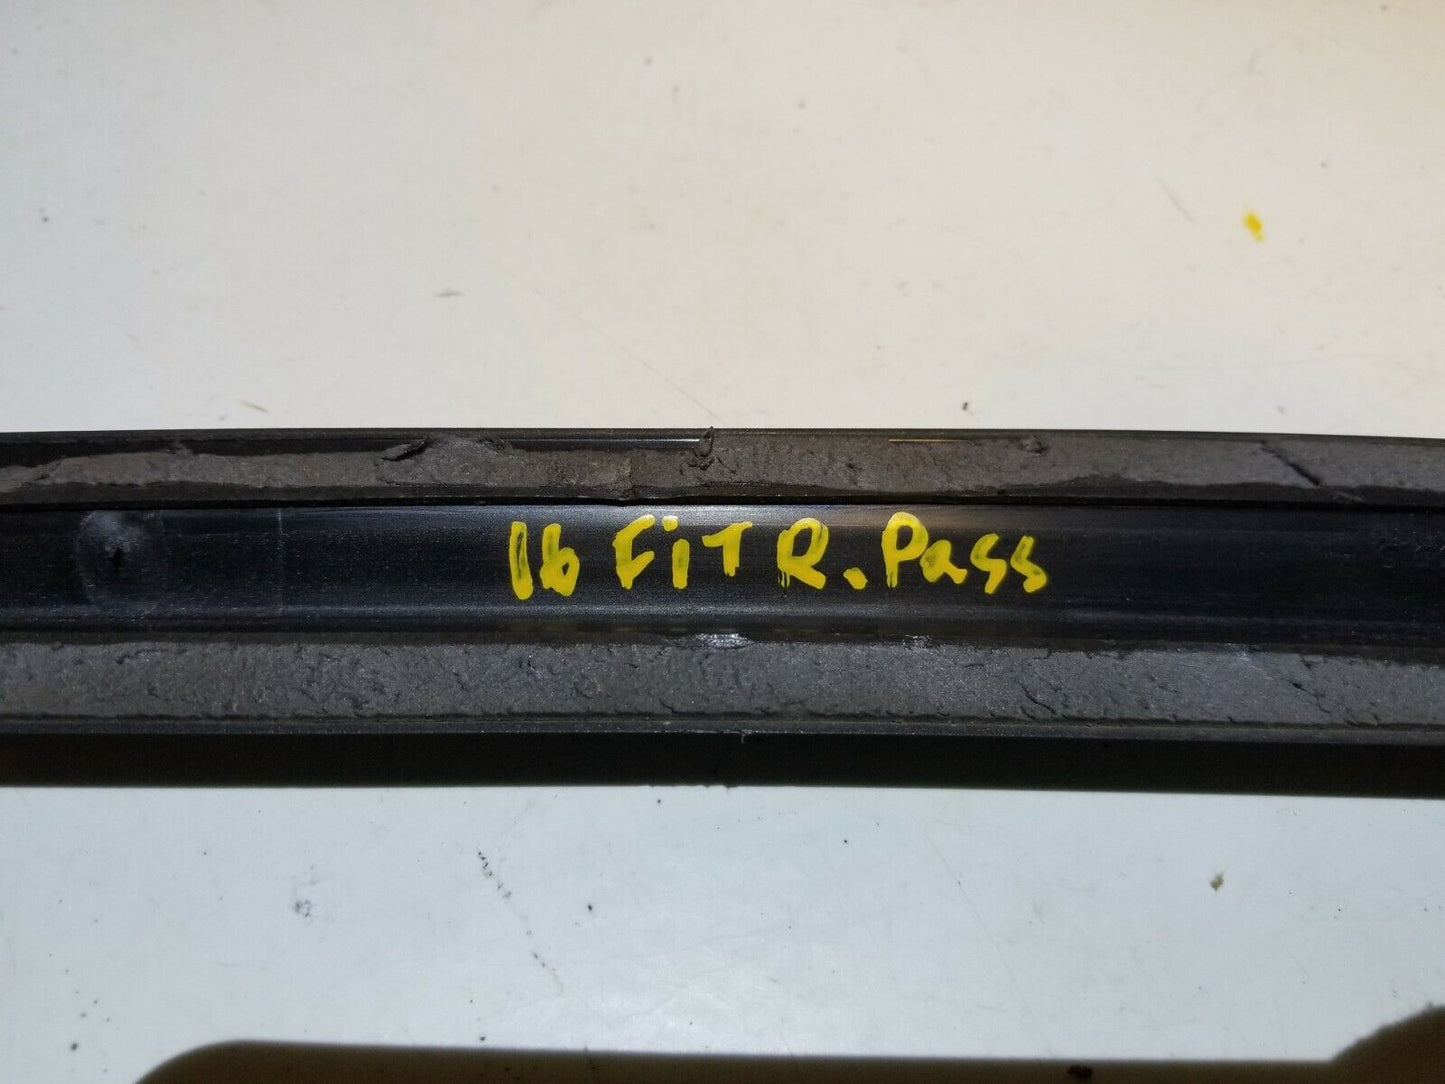 16 FiT R. Pass